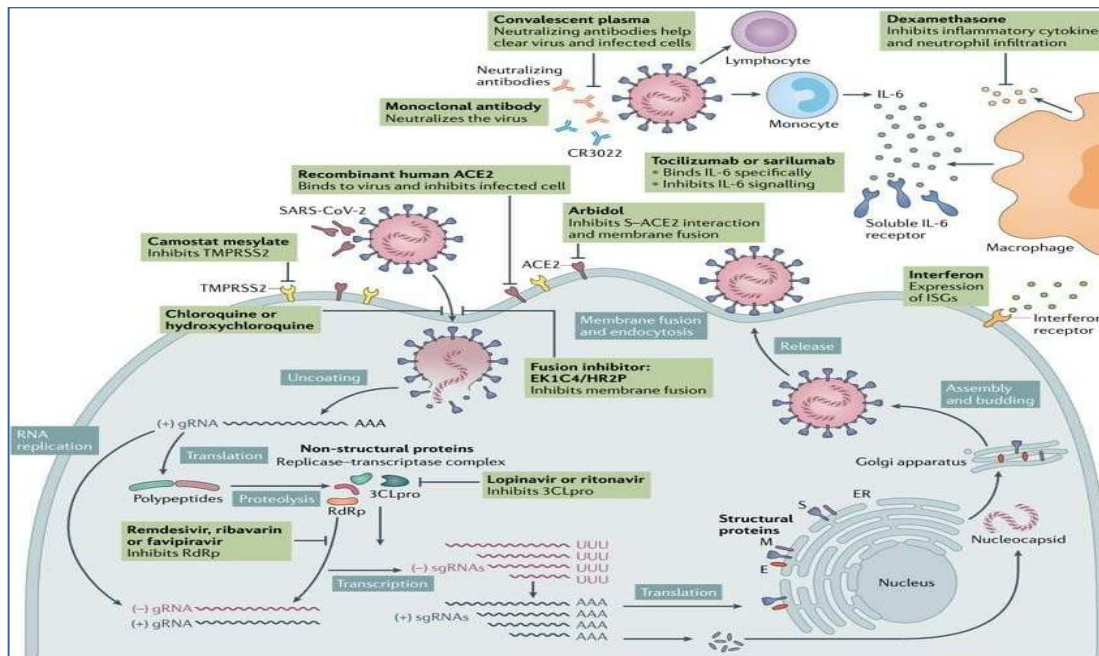 Convalescent plasma
Neutralizing antibodies help
clear virus and infected cells
Dexamethasone
Inhibits inflammatory cytokine
and neutrophil infiltration
Lymphocyte
Neutralizing
antibodies
Monoclonal antibody
Neutralizes the virus
CR3022
Monocyte
IL-6
Recombinant human ACE2
Binds to virus and inhibits infected cell
Tocilizumab or sarilumab
• Binds IL-6 specifically
• Inhibits IL-6 signalling
Soluble IL-6
receptor
Macrophage
SARS-CoV-2
Camostat mesylate
Inhibits TMPRSS2
Arbidol
Inhibits S–ACE2 interaction
and membrane fusion
TMPRSS2
ACE2
Interferon
Expression
of ISGs
Interferon
receptor
Chloroquine or
hydroxychloroquine
Membrane fusion
and endocytosis
Release
Uncoating
Fusion inhibitor:
EK1C4/HR2P
Inhibits membrane fusion
Assembly
and budding
RNA
replication
(+) gRNA
AAA
Translation
Non-structural proteins
Replicase–transcriptase complex
Golgi apparatus
Polypeptides
Proteolysis
3CLpro
RdRp
Lopinavir or ritonavir
Inhibits 3CLpro
Remdesivir, ribavarin
or favipiravir
Inhibits RdRp
Structural
proteins
S
ER
M
E
Nucleocapsid
Nucleus
Transcription
(–) sgRNAs
UUU
UUU
UUU
UUU
(–) gRNA
(+) gRNA
(+) sgRNAs
AAA
AAA
AAA
AAA
Translation